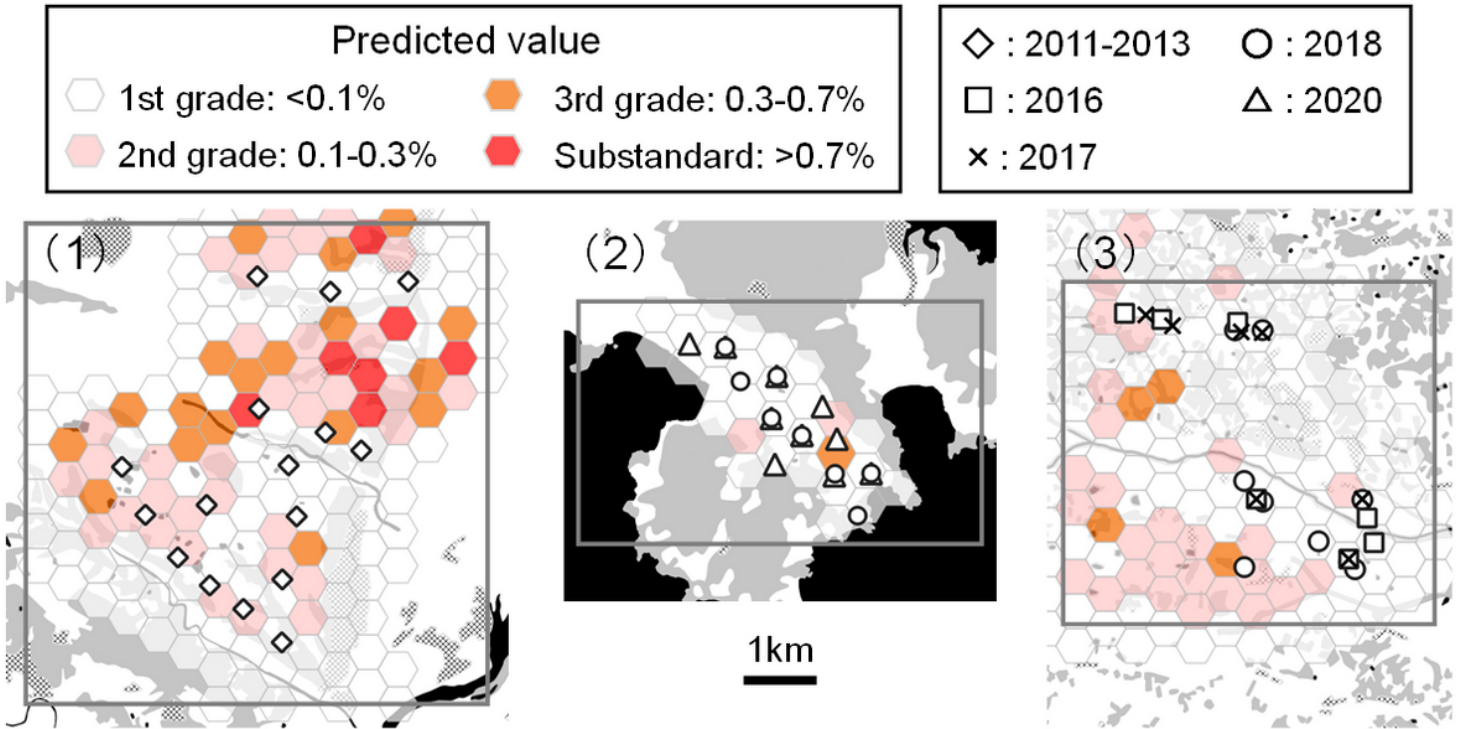 Predicted value
1st grade: <0.1%
3rd grade: 0.3-0.7%
2nd grade: 0.1-0.3%
Substandard: >0.7%
: 2011-2013
: 2018
: 2016
: 2020
: 2017
(1)
(2)
(3)
1km